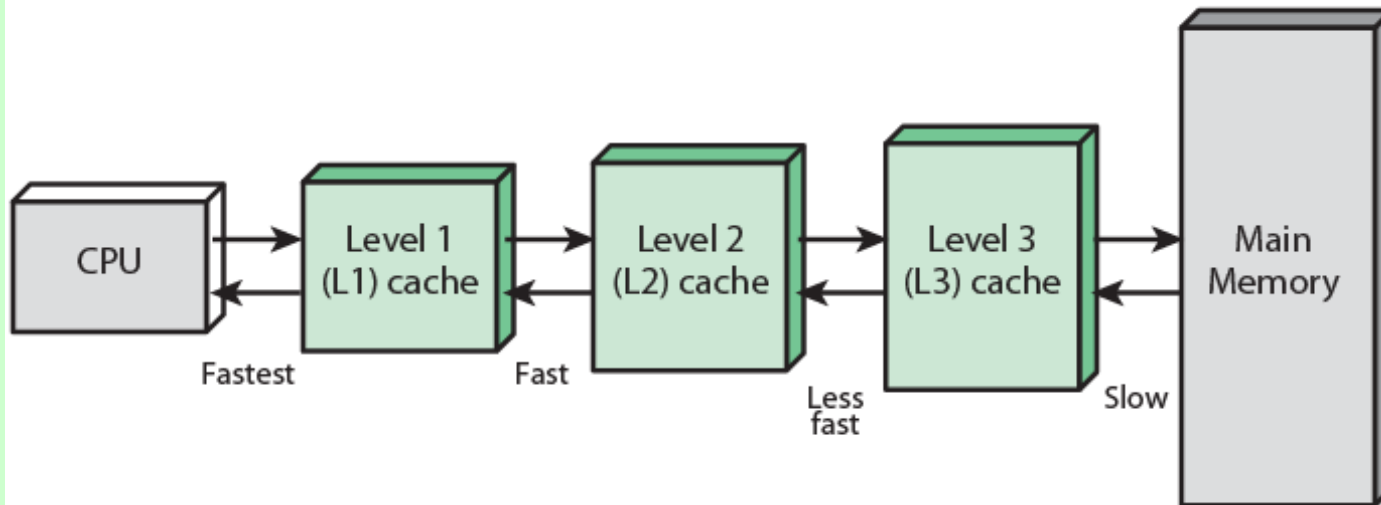 CPU
Level 1
(L1) cache
Level 2
(L2) cache
Level 3
(L3) cache
Main
Memory
Fastest
Fast
Less
fast
Slow